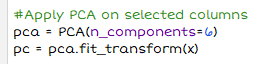 #Apply PCA on selected columns
pca = PCA(n_components=6)
pc = pca.fit_transform(x)